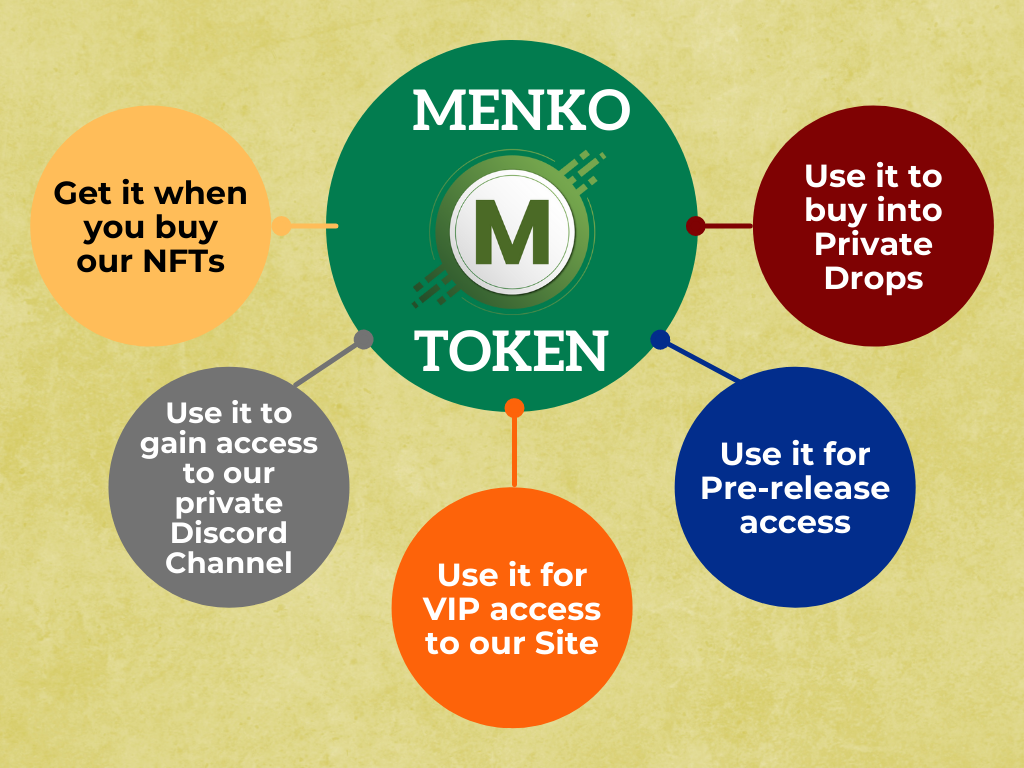 MENKO
M
TOKEN
Get it when
you buy
our NFTs
Use it to
buy into
Private
Drops
Use it to
gain access
to our
private
Discord
Channel
Use it for
Pre-release
access
Use it for
VIP access
to our Site